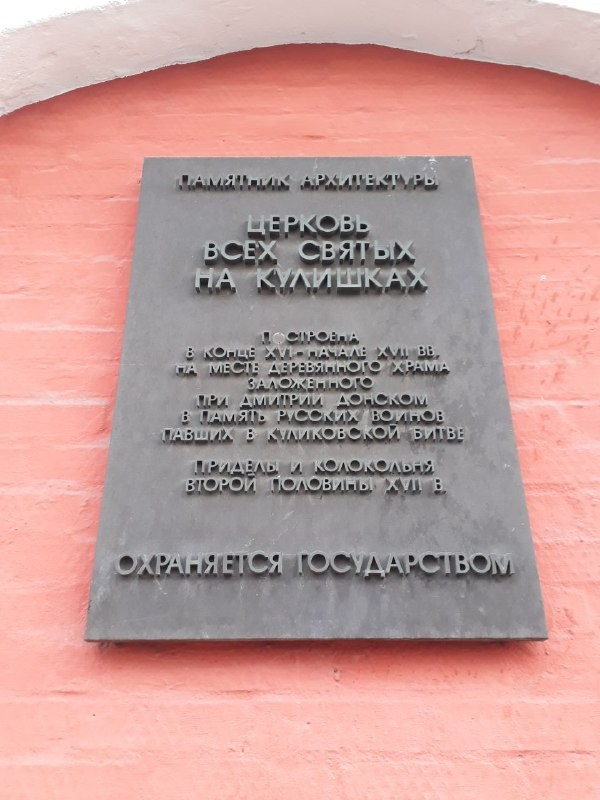 ПАМЯТНИК АРХИТЕКТУРЫ
ЦЕРКОВЬ
ВСЕХ СВЯТЫХ
НА КУЛИШКАХ
ПОСТРОЕНА
В КОНЦЕ XVI–НАЧАЛЕ XVII ВВ.
НА МЕСТЕ ДЕРЕВЯННОГО ХРАМА
ЗАЛОЖЕННОГО
ПРИ ДМИТРИИ ДОНСКОМ
В ПАМЯТЬ РУССКИХ ВОИНОВ
ПАВШИХ В КУЛИКОВСКОЙ БИТВЕ
ПРИДЕЛЫ И КОЛОКОЛЬНЯ
ВТОРОЙ ПОЛОВИНЫ XVII В.
ОХРАНЯЕТСЯ ГОСУДАРСТВОМ